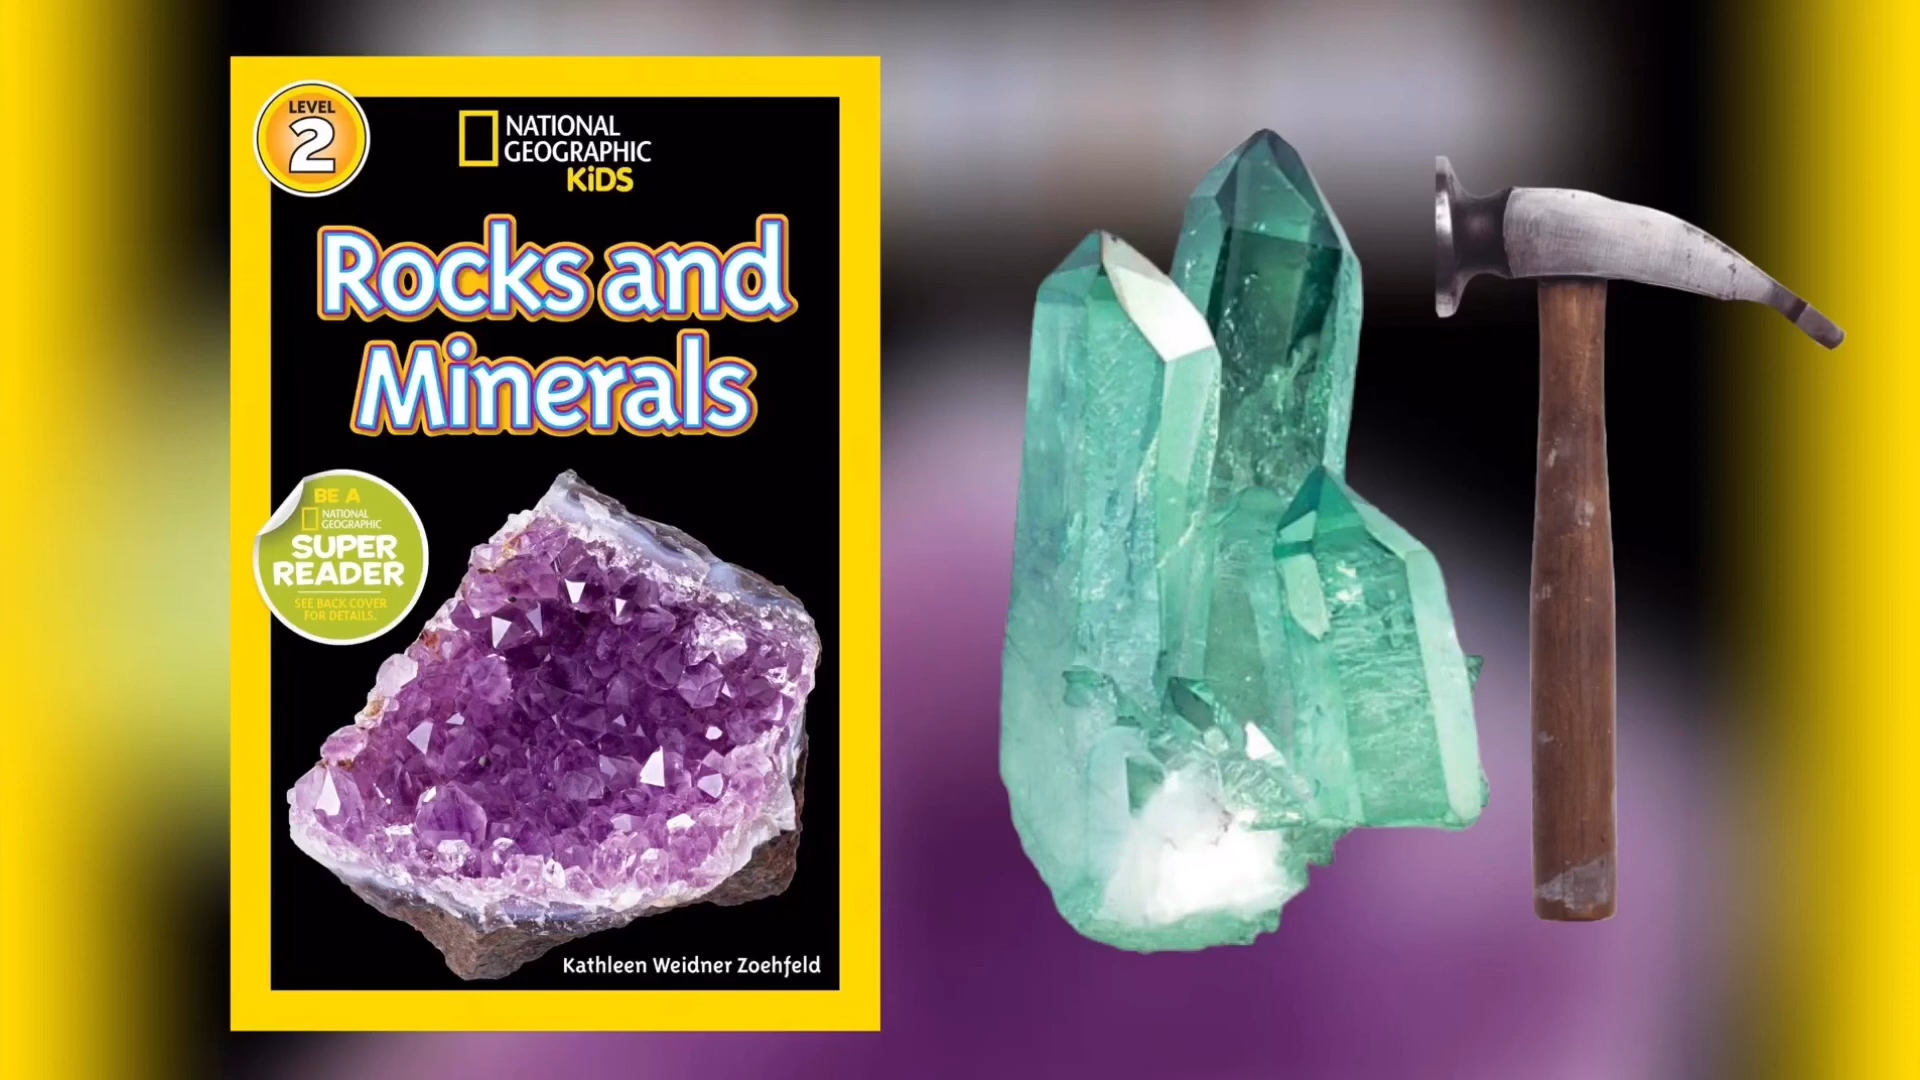 LEVEL
2
NATIONAL
GEOGRAPHIC
KiDS
Rocks and
Minerals
BE A
NATIONAL
GEOGRAPHIC
SUPER
READER
SEE BACK COVER
FOR DETAILS.
Kathleen Weidner Zoehfeld